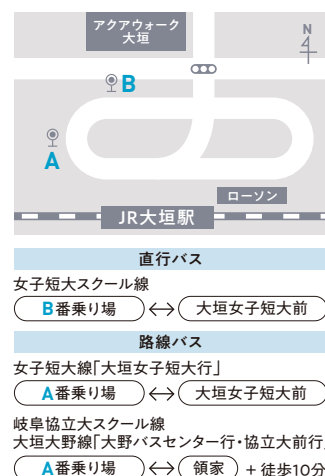 アクアウォーク
大垣
N
B
A
ローソン
JR大垣駅
直行バス
女子短大スクール線
B番乗り場 ↔ 大垣女子短大前
路線バス
女子短大線「大垣女子短大行」
A番乗り場 ↔ 大垣女子短大前
岐阜協立大スクール線
大垣大野線「大野バスセンター行・協立大前行」
A番乗り場 ↔ 領家 + 徒歩10分